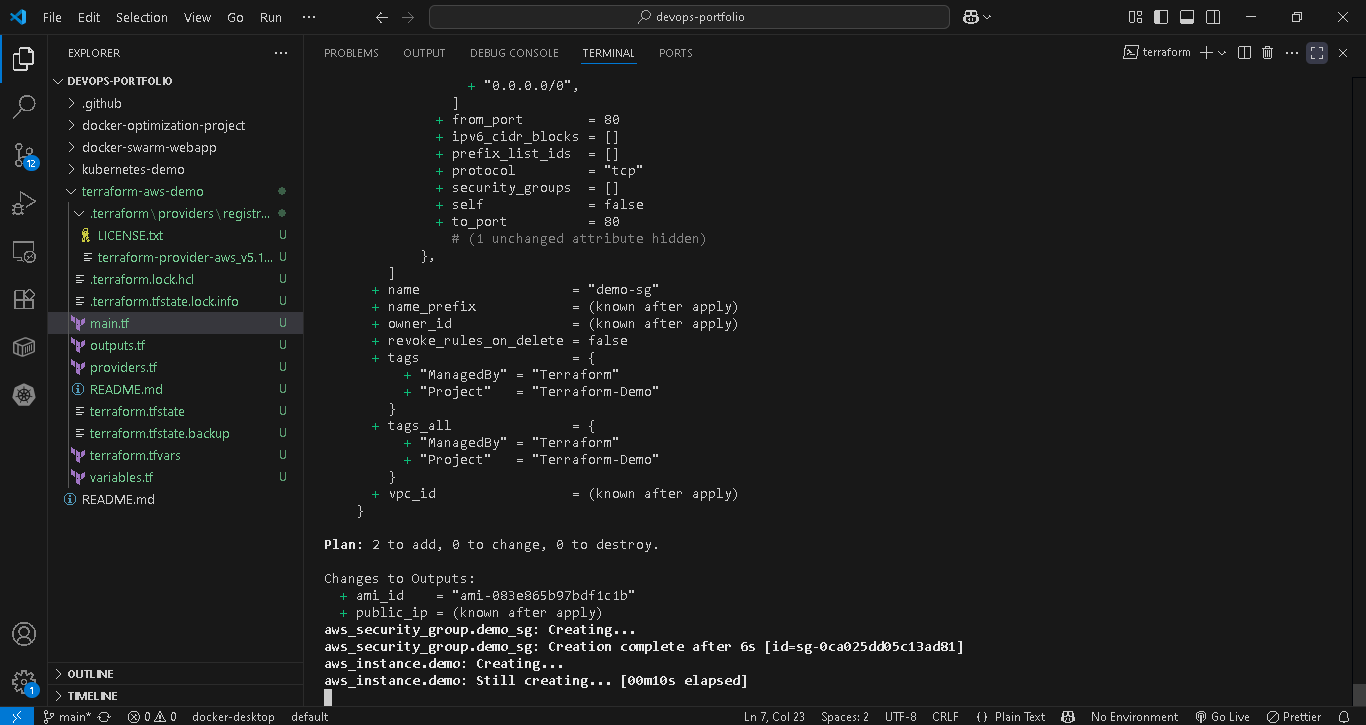 File Edit Selection View Go Run ···
devops-portfolio
EXPLORER ···
DEVOPS-PORTFOLIO
.github
docker-optimization-project
docker-swarm-webapp
kubernetes-demo
terraform-aws-demo
.terraform \ providers \ registr...
LICENSE.txt U
terraform-provider-aws_v5.1... U
.terraform.lock.hcl U
.terraform.tfstate.lock.info U
main.tf U
outputs.tf U
providers.tf U
README.md U
terraform.tfstate U
terraform.tfstate.backup U
terraform.tfvars U
variables.tf U
README.md
OUTLINE
TIMELINE
12
1
PROBLEMS OUTPUT DEBUG CONSOLE TERMINAL PORTS
terraform
+ "0.0.0.0/0",
]
+ from_port = 80
+ ipv6_cidr_blocks = []
+ prefix_list_ids = []
+ protocol = "tcp"
+ security_groups = []
+ self = false
+ to_port = 80
# (1 unchanged attribute hidden)
},
]
+ name = "demo-sg"
+ name_prefix = (known after apply)
+ owner_id = (known after apply)
+ revoke_rules_on_delete = false
+ tags = {
+ "ManagedBy" = "Terraform"
+ "Project" = "Terraform-Demo"
}
+ tags_all = {
+ "ManagedBy" = "Terraform"
+ "Project" = "Terraform-Demo"
}
+ vpc_id = (known after apply)
}
Plan: 2 to add, 0 to change, 0 to destroy.
Changes to Outputs:
+ ami_id = "ami-083e865b97bdf1c1b"
+ public_ip = (known after apply)
aws_security_group.demo_sg: Creating...
aws_security_group.demo_sg: Creation complete after 6s [id=sg-0ca025dd05c13ad81]
aws_instance.demo: Creating...
aws_instance.demo: Still creating... [00m10s elapsed]
main* 0 0 docker-desktop default Ln 7, Col 23 Spaces: 2 UTF-8 CRLF {} Plain Text No Environment Go Live Prettier